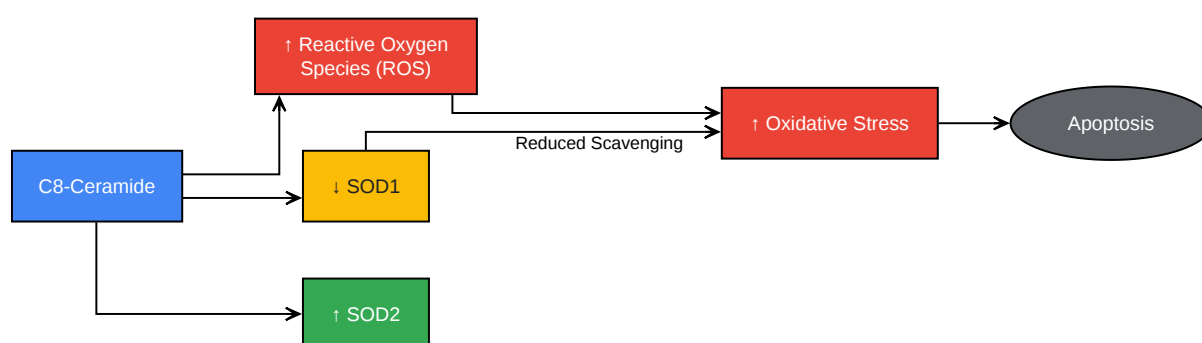 ↑ Reactive Oxygen
Species (ROS)
↑ Oxidative Stress
Apoptosis
Reduced Scavenging
C8-Ceramide
↓ SOD1
↑ SOD2